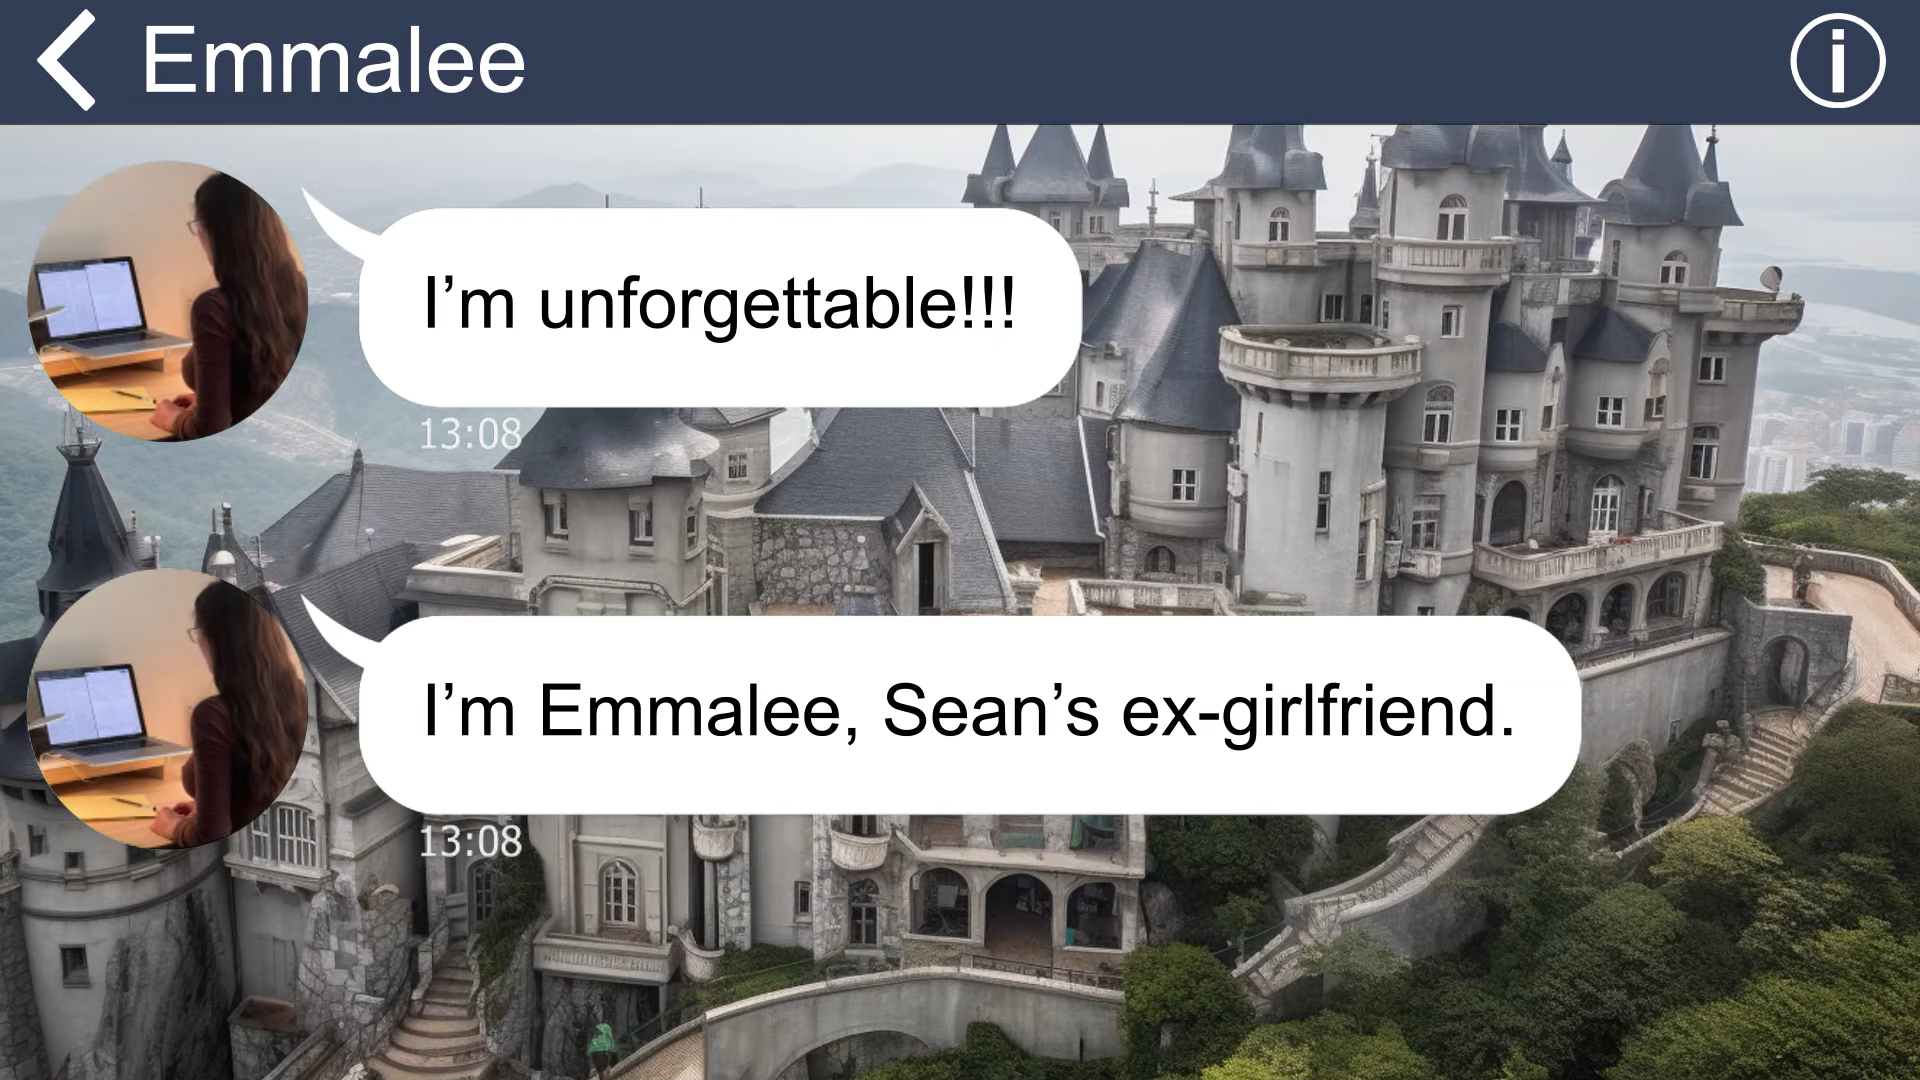 Emmalee
I’m unforgettable!!!
13:08
I’m Emmalee, Sean’s ex-girlfriend.
13:08